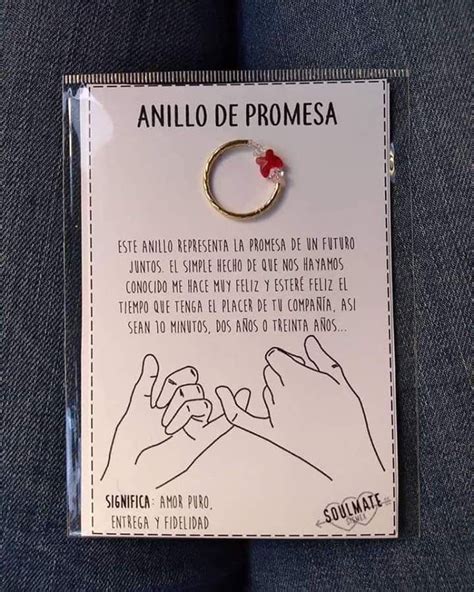 ANILLO DE PROMESA
ESTE ANILLO REPRESENTA LA PROMESA DE UN FUTURO
JUNTOS. EL SIMPLE HECHO DE QUE NOS HAYAMOS
CONOCIDO ME HACE MUY FELIZ Y ESTERÉ FELIZ EL
TIEMPO QUE TENGA EL PLACER DE TU COMPAÑÍA, ASI
SEAN 10 MINUTOS, DOS AÑOS O TREINTA AÑOS...
SIGNIFICA: AMOR PURO,
ENTREGA Y FIDELIDAD
SOULMATE